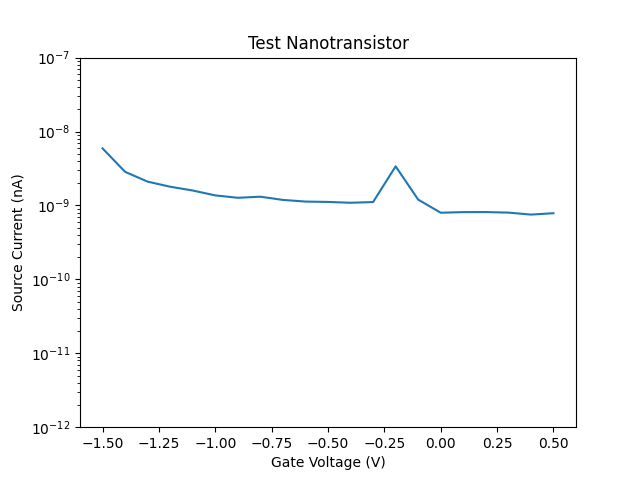 Test Nanotransistor
10⁻⁷
10⁻⁸
10⁻⁹
10⁻¹⁰
10⁻¹¹
10⁻¹²
Source Current (nA)
−1.50 −1.25 −1.00 −0.75 −0.50 −0.25 0.00 0.25 0.50
Gate Voltage (V)